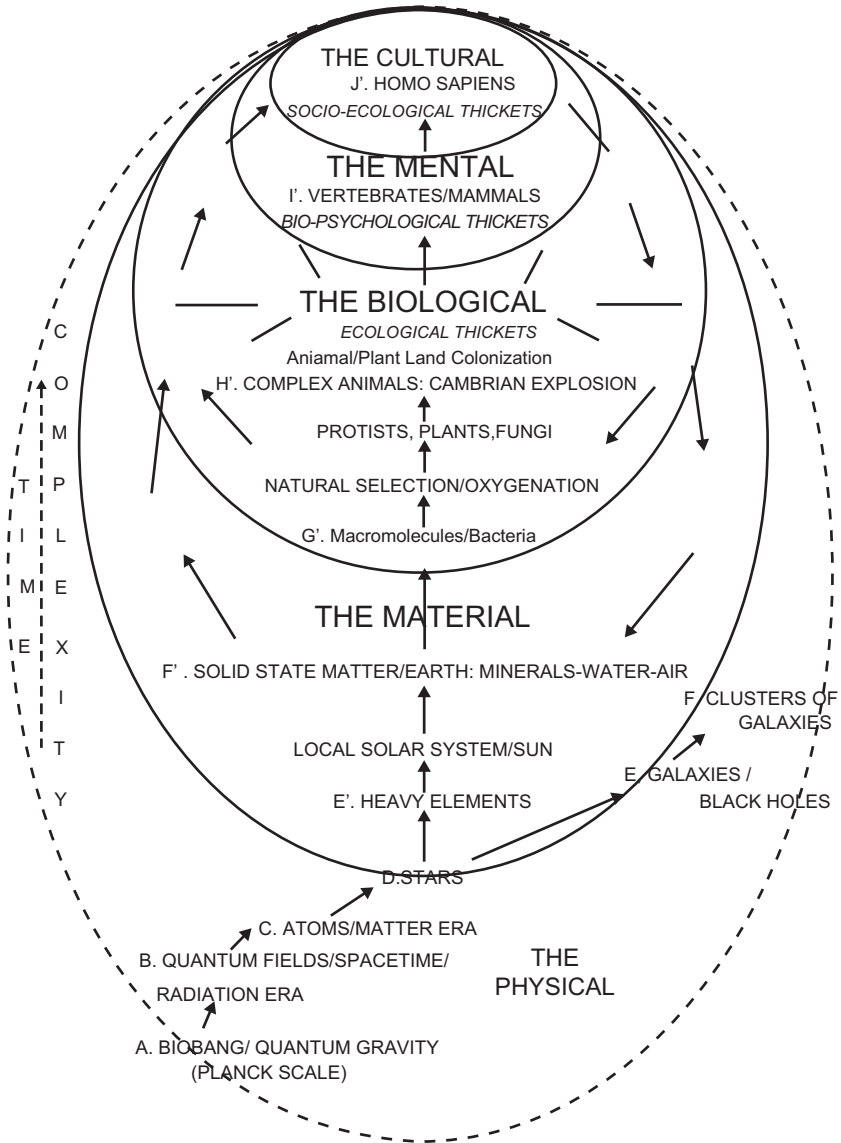 THE CULTURAL
J'. HOMO SAPIENS
SOCIO-ECOLOGICAL THICKETS
THE MENTAL
I'. VERTEBRATES/MAMMALS
BIO-PSYCHOLOGICAL THICKETS
THE BIOLOGICAL
ECOLOGICAL THICKETS
Aniamal/Plant Land Colonization
H'. COMPLEX ANIMALS: CAMBRIAN EXPLOSION
PROTISTS, PLANTS,FUNGI
NATURAL SELECTION/OXYGENATION
G'. Macromolecules/Bacteria
THE MATERIAL
F' . SOLID STATE MATTER/EARTH: MINERALS-WATER-AIR
LOCAL SOLAR SYSTEM/SUN
E'. HEAVY ELEMENTS
F. CLUSTERS OF
GALAXIES
E. GALAXIES /
BLACK HOLES
D.STARS
C. ATOMS/MATTER ERA
B. QUANTUM FIELDS/SPACETIME/
RADIATION ERA
A. BIOBANG/ QUANTUM GRAVITY
(PLANCK SCALE)
THE
PHYSICAL
TIME
COMPLEXITY